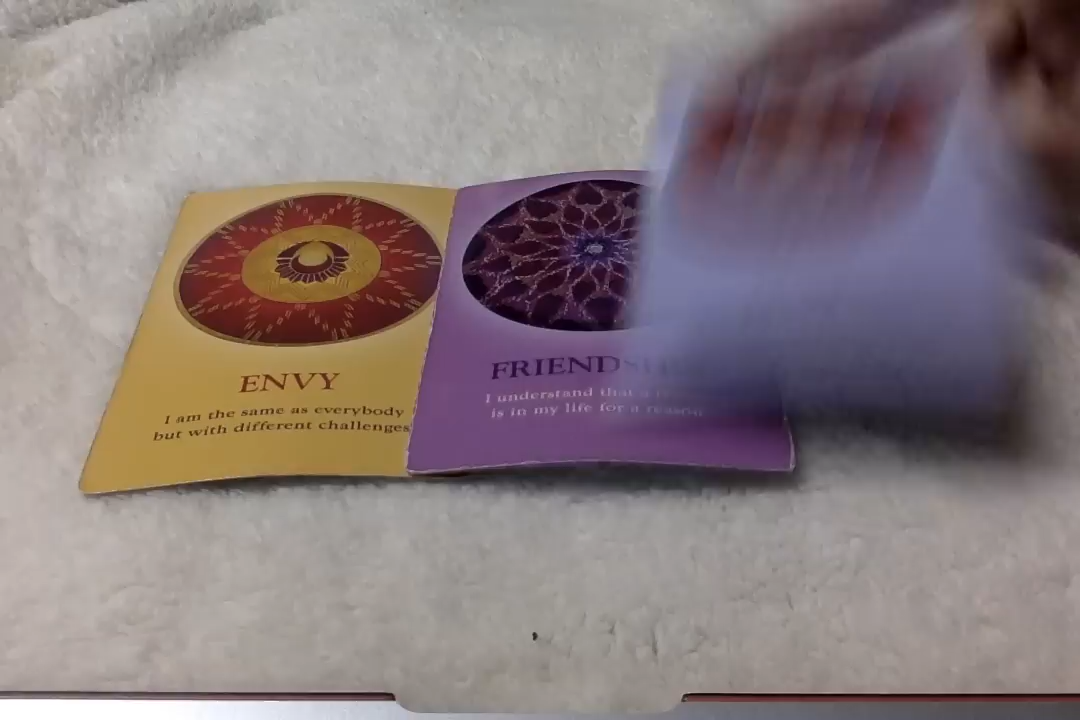 ENVY
I am the same as everybody
but with different challenges
FRIENDS
I understand that
is in my life for a reason